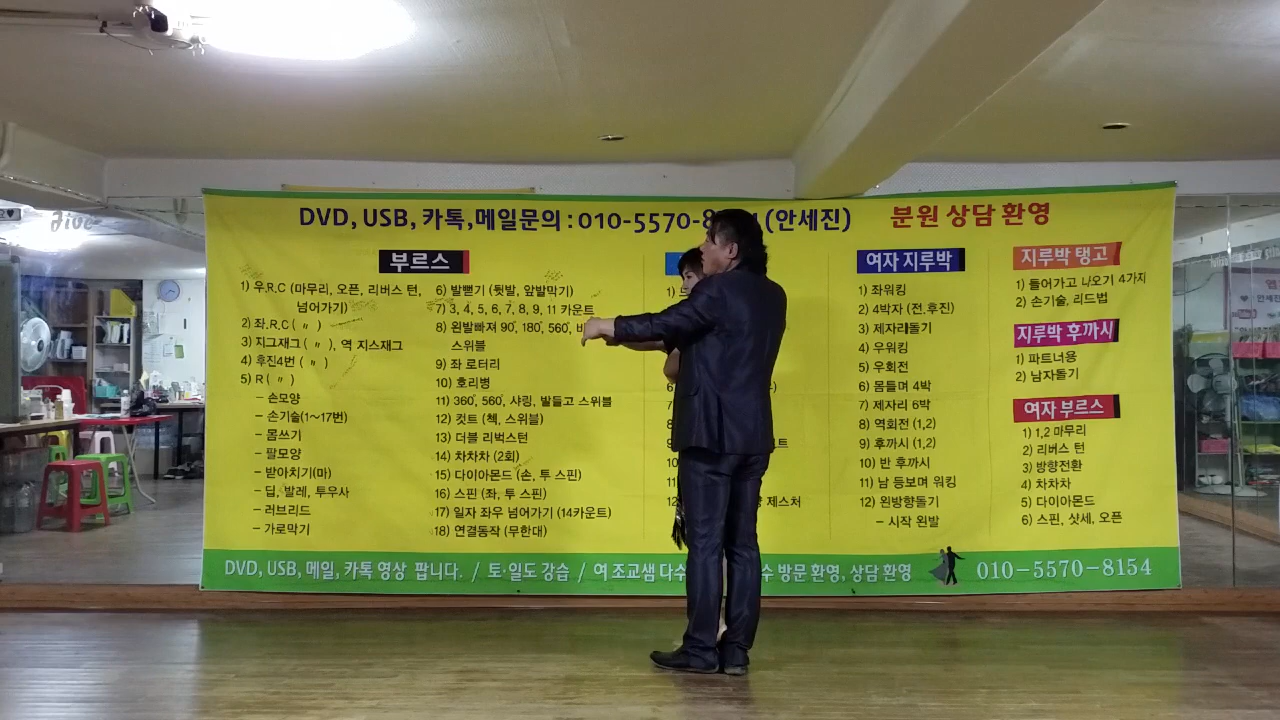 DVD, USB, 카톡,메일문의 : 010-5570-8 (안세진) 분원 상담 환영
부르스
1) 우.R.C (마무리, 오픈, 리버스 턴,
넘어가기)
2) 좌.R.C ( 〃 )
3) 지그재그 ( 〃 ), 역 지스재그
4) 후진4번 ( 〃 )
5) R ( 〃 )
– 손모양
– 손기술(1~17번)
– 몸쓰기
– 팔모양
– 받아치기(마)
– 딥, 발레, 투우사
– 러브리드
– 가로막기
6) 발뻗기 (뒷발, 앞발막기)
7) 3, 4, 5, 6, 7, 8, 9, 11 카운트
8) 왼발빠져 90, 180, 560,
스위블
9) 좌 로터리
10) 호리병
11) 360, 560, 샤링, 발들고 스위블
12) 컷트 (첵, 스위블)
13) 더블 리벅스턴
14) 차차차 (2회)
15) 다이아몬드 (손, 투 스핀)
16) 스핀 (좌, 투 스핀)
17) 일자 좌우 넘어가기 (14카운트)
18) 연결동작 (무한대)
1)
6)
7
8
9)
10
11
12) 제스처
여자 지루박
1) 좌워킹
2) 4박자 (전.후진)
3) 제자리돌기
4) 우워킹
5) 우회전
6) 몸들며 4박
7) 제자리 6박
8) 역회전 (1,2)
9) 후까시 (1,2)
10) 반 후까시
11) 남 등보며 워킹
12) 왼방향돌기
– 시작 왼발
지루박 탱고
1) 들어가고 나오기 4가지
2) 손기술, 리드법
지루박 후까시
1) 파트너용
2) 남자돌기
여자 부르스
1) 1,2 마무리
2) 리버스 턴
3) 방향전환
4) 차차차
5) 다이아몬드
6) 스핀, 샷세, 오픈
DVD, USB, 메일, 카톡 영상 팝니다. / 토·일도 강습 / 여 조교샘 다수 수 방문 환영, 상담 환영 010-5570-8154